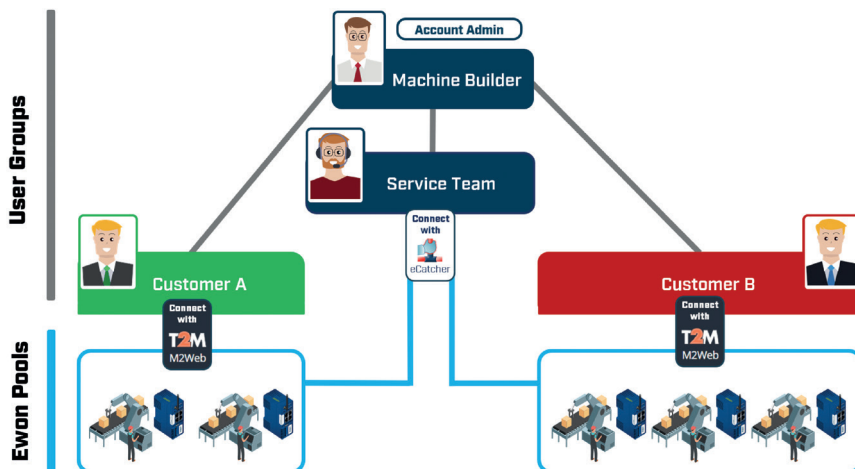 User Groups
Account Admin
Machine Builder
Service Team
Connect
with
eCatcher
Customer A
Connect
with
T2M
M2Web
Customer B
Connect
with
T2M
M2Web
Ewon Pools